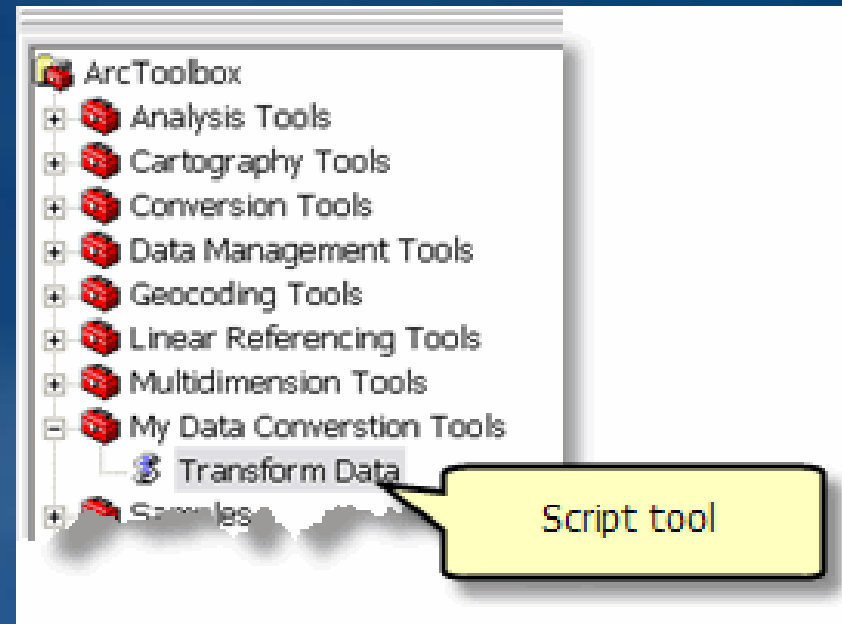 ArcToolbox
Analysis Tools
Cartography Tools
Conversion Tools
Data Management Tools
Geocoding Tools
Linear Referencing Tools
Multidimension Tools
My Data Converstion Tools
Transform Data
Script tool